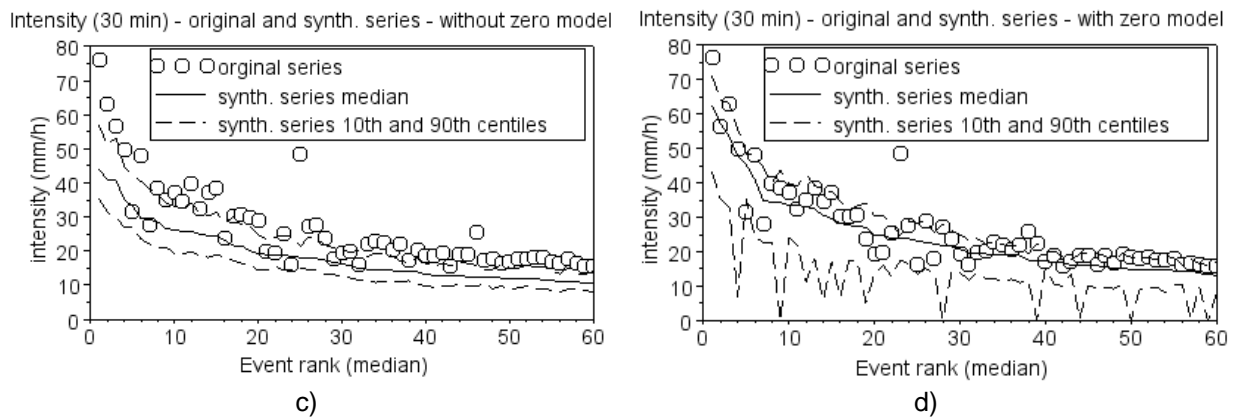 Intensity (30 min) - original and synth. series - without zero model
80
70
60
50
40
30
20
10
0
intensity (mm/h)
orginal series
synth. series median
synth. series 10th and 90th centiles
0 10 20 30 40 50 60
Event rank (median)
c)
Intensity (30 min) - original and synth. series - with zero model
80
70
60
50
40
30
20
10
0
intensity (mm/h)
orginal series
synth. series median
synth. series 10th and 90th centiles
0 10 20 30 40 50 60
Event rank (median)
d)